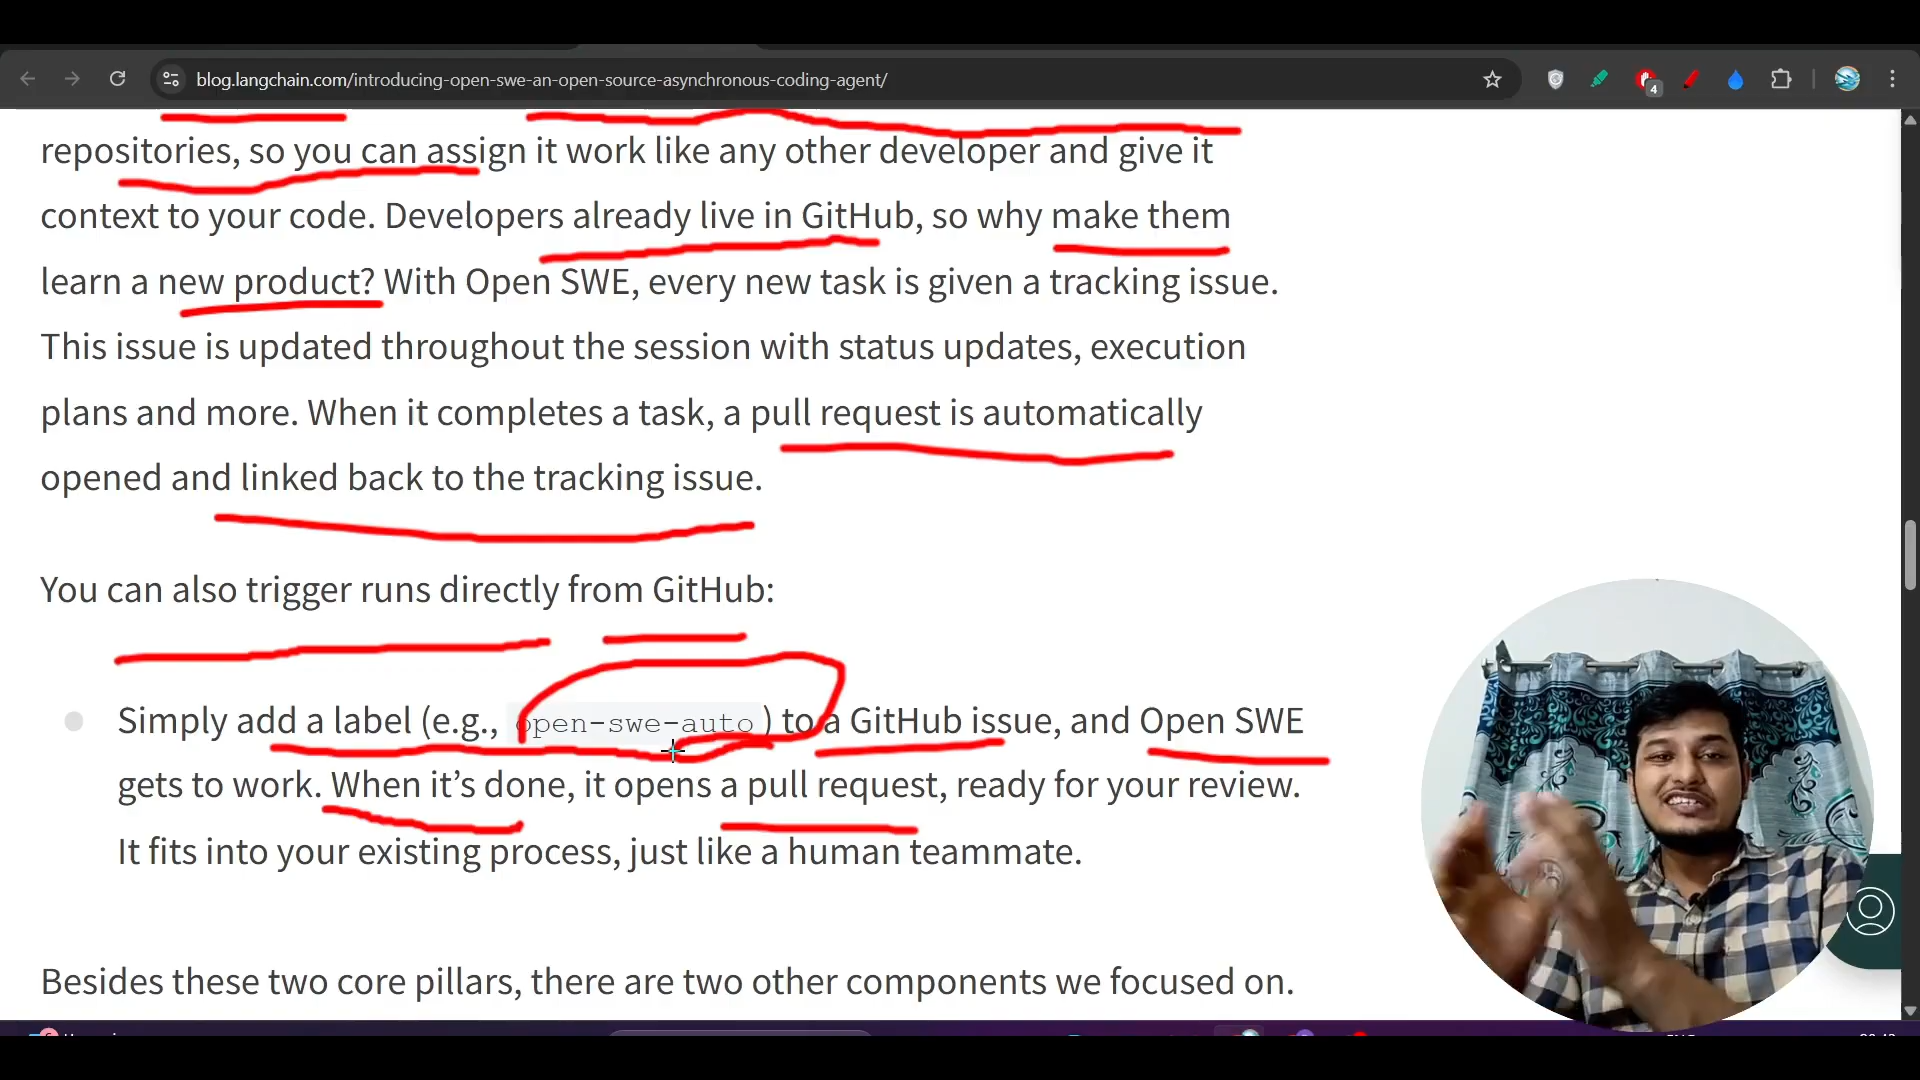 blog.langchain.com/introducing-open-swe-an-open-source-asynchronous-coding-agent/
4
repositories, so you can assign it work like any other developer and give it
context to your code. Developers already live in GitHub, so why make them
learn a new product? With Open SWE, every new task is given a tracking issue.
This issue is updated throughout the session with status updates, execution
plans and more. When it completes a task, a pull request is automatically
opened and linked back to the tracking issue.
You can also trigger runs directly from GitHub:
Simply add a label (e.g., open-swe-auto) to a GitHub issue, and Open SWE
gets to work. When it’s done, it opens a pull request, ready for your review.
It fits into your existing process, just like a human teammate.
Besides these two core pillars, there are two other components we focused on.